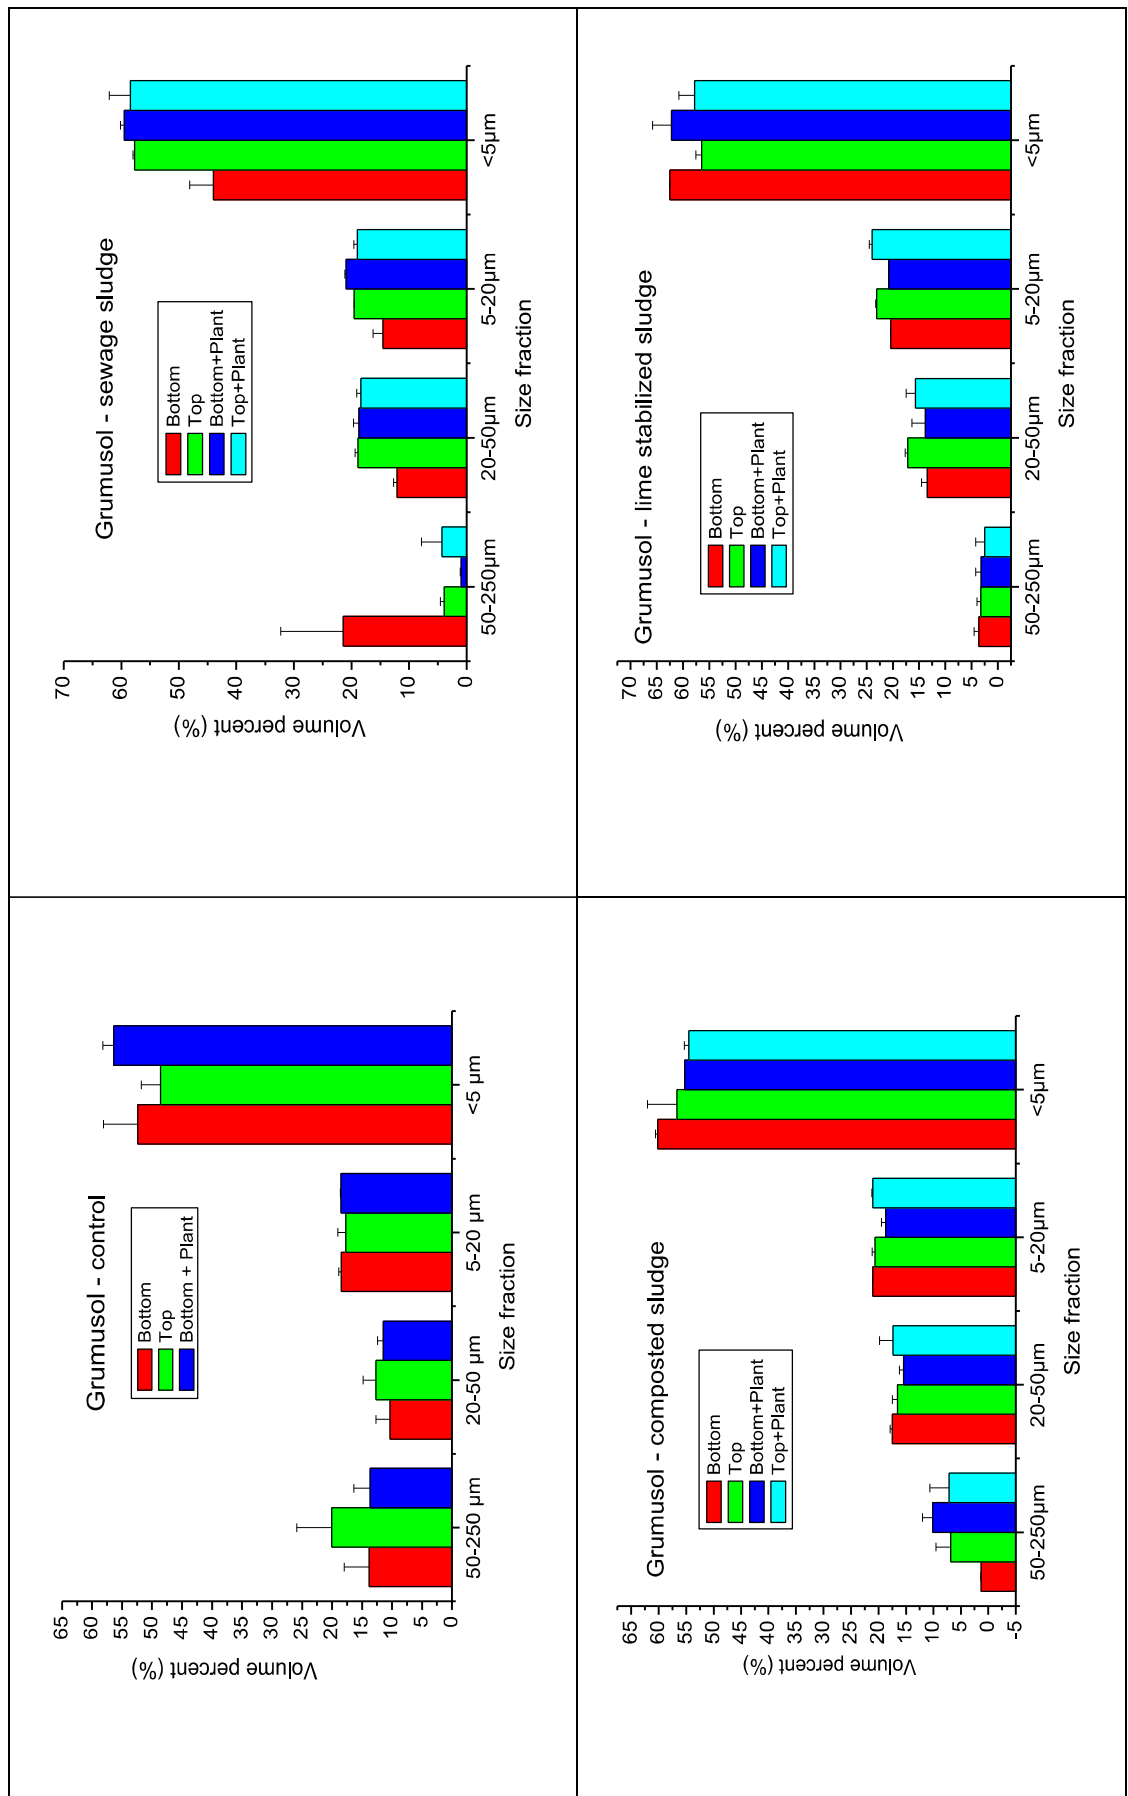 Grumusol - control
Bottom
Top
Bottom + Plant
65
60
55
50
45
40
35
30
25
20
15
10
5
0
Volume percent (%)
50-250 µm
20-50 µm
5-20 µm
<5 µm
Size fraction
Grumusol - sewage sludge
Bottom
Top
Bottom+Plant
Top+Plant
70
60
50
40
30
20
10
0
Volume percent (%)
50-250µm
20-50µm
5-20µm
<5µm
Size fraction
Grumusol - composted sludge
Bottom
Top
Bottom+Plant
Top+Plant
65
60
55
50
45
40
35
30
25
20
15
10
5
0
-5
Volume percent (%)
50-250µm
20-50µm
5-20µm
<5µm
Size fraction
Grumusol - lime stabilized sludge
Bottom
Top
Bottom+Plant
Top+Plant
70
65
60
55
50
45
40
35
30
25
20
15
10
5
0
Volume percent (%)
50-250µm
20-50µm
5-20µm
<5µm
Size fraction